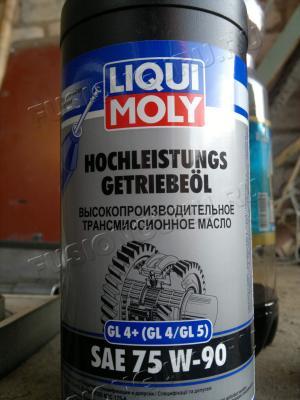 LIQUI
MOLY
HOCHLEISTUNGS
GETRIEBEÖL
ВЫСОКОПРОИЗВОДИТЕЛЬНОЕ
ТРАНСМИССИОННОЕ МАСЛО
GL 4+ (GL 4/GL 5)
SAE 75 W-90